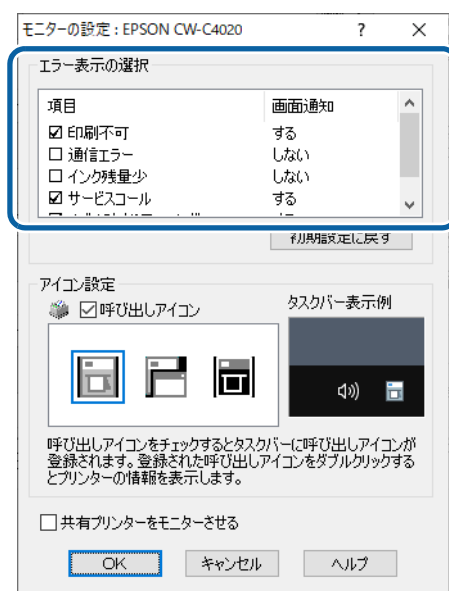 モニターの設定 : EPSON CW-C4020 ? ×
エラー表示の選択
項目 画面通知
印刷不可 する
通信エラー しない
インク残量少 しない
サービスコール する
初期設定に戻す
アイコン設定
呼び出しアイコン
タスクバー表示例
呼び出しアイコンをチェックするとタスクバーに呼び出しアイコンが
登録されます。登録された呼び出しアイコンをダブルクリックする
とプリンターの情報を表示します。
共有プリンターをモニターさせる
OK キャンセル ヘルプ